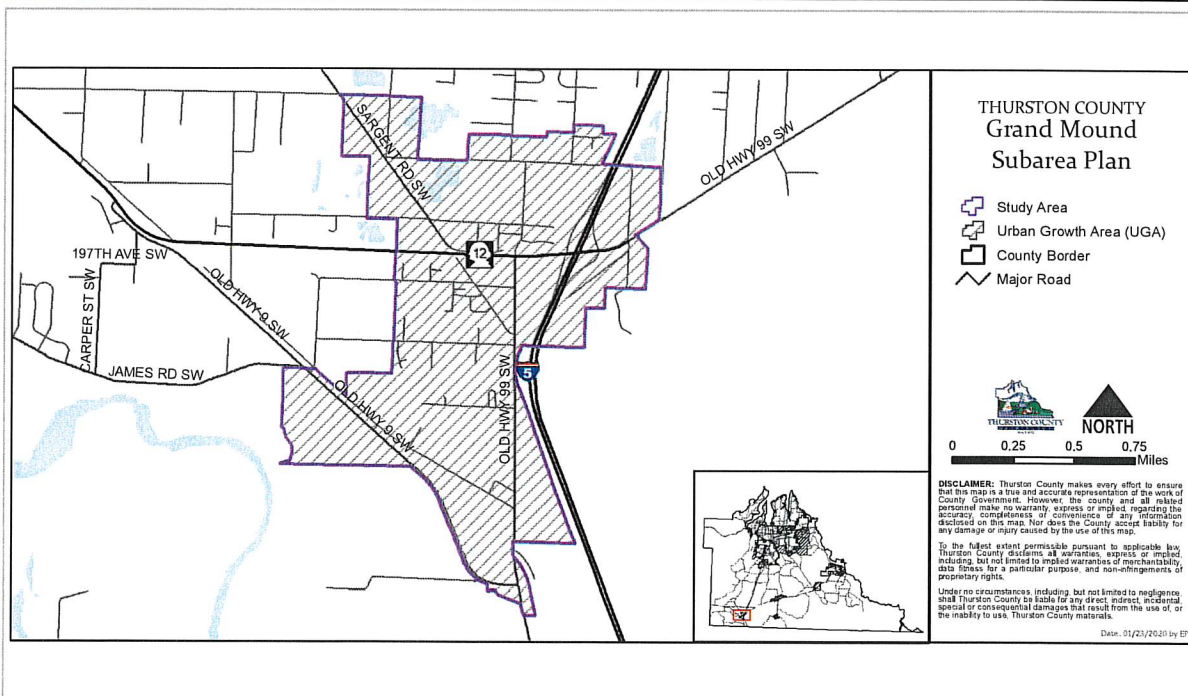 THURSTON COUNTY
Grand Mound
Subarea Plan
Study Area
Urban Growth Area (UGA)
County Border
Major Road
SARGENT RD SW
OLD HWY 99 SW
12
197TH AVE SW
CARPER ST SW
OLD HWY 9 SW
JAMES RD SW
OLD HWY 9 SW
OLD HWY 99 SW
5
THURSTON COUNTY
NORTH
0 0.25 0.5 0.75
Miles
DISCLAIMER: Thurston County makes every effort to ensure
that this map is a true and accurate representation of the work of
County Government. However, the county and all related
personnel make no warranty, express or implied, regarding the
accuracy, completeness or convenience of any information
disclosed on this map. Nor does the County accept liability for
any damage or injury caused by the use of this map.
To the fullest extent permissible pursuant to applicable law,
Thurston County disclaims all warranties, express or implied,
including, but not limited to implied warranties of merchantability,
data fitness for a particular purpose, and non-infringements of
proprietary rights.
Under no circumstances, including, but not limited to negligence,
shall Thurston County be liable for any direct, indirect, incidental,
special or consequential damages that result from the use of, or
the inability to use, Thurston County materials.
Date: 01/23/2020 by